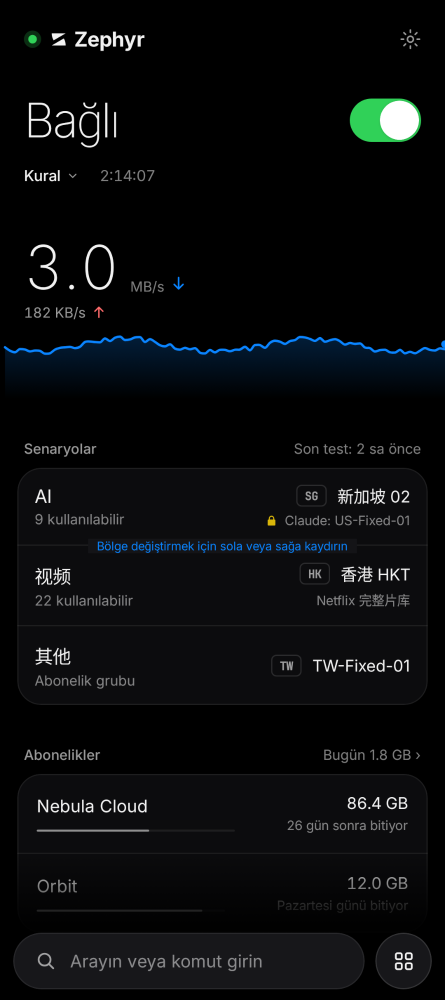 Zephyr
Bağlı
Kural 2:14:07
3.0 MB/s ↓
182 KB/s ↑
Senaryolar Son test: 2 sa önce
AI SG 新加坡 02
9 kullanılabilir Claude: US-Fixed-01
Bölge değiştirmek için sola veya sağa kaydırın
视频 HK 香港 HKT
22 kullanılabilir Netflix 完整片库
其他 TW TW-Fixed-01
Abonelik grubu
Abonelikler Bugün 1.8 GB ›
Nebula Cloud 86.4 GB
26 gün sonra bitiyor
Orbit 12.0 GB
Pazartesi günü bitiyor
Arayın veya komut girin